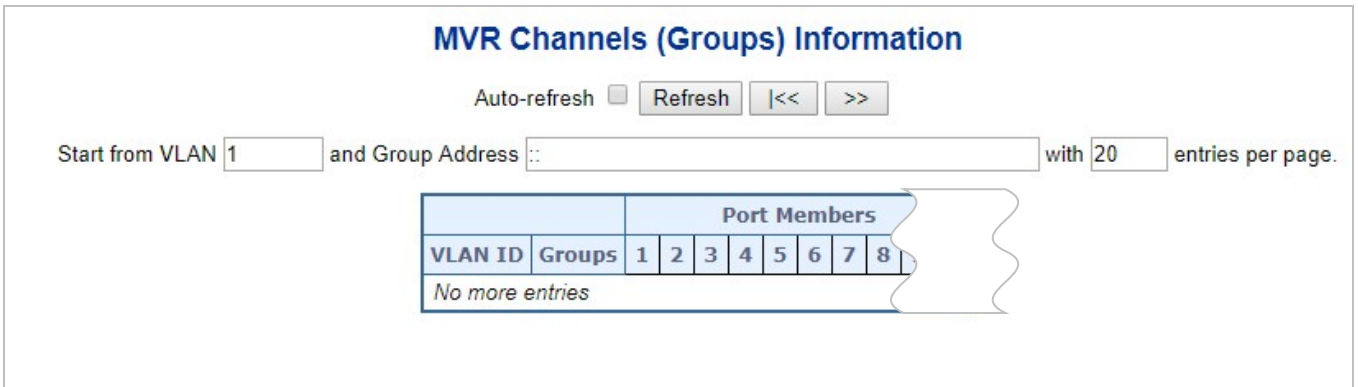 MVR Channels (Groups) Information
Auto-refresh Refresh |<< >>
Start from VLAN 1 and Group Address :: with 20 entries per page.
Port Members
VLAN ID Groups 1 2 3 4 5 6 7 8
No more entries